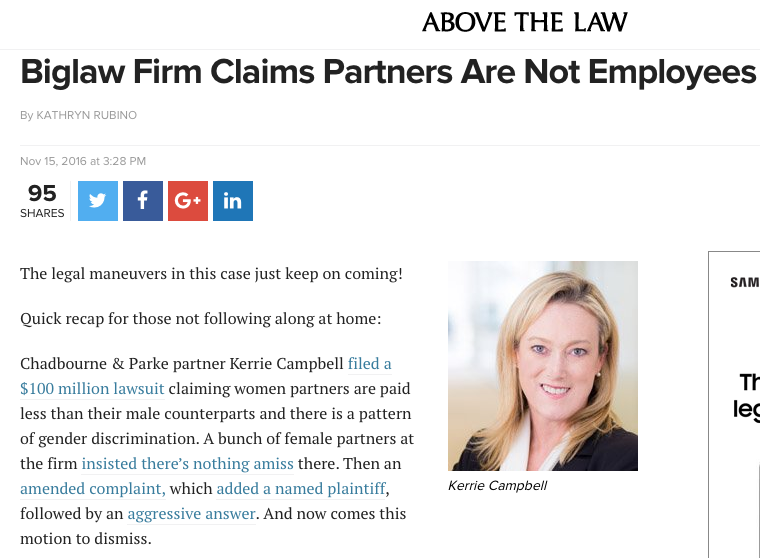 ABOVE THE LAW
Biglaw Firm Claims Partners Are Not Employees
By KATHRYN RUBINO
Nov 15, 2016 at 3:28 PM
95
SHARES
f
G+
in
The legal maneuvers in this case just keep on coming!
Quick recap for those not following along at home:
Chadbourne & Parke partner Kerrie Campbell filed a
$100 million lawsuit claiming women partners are paid
less than their male counterparts and there is a pattern
of gender discrimination. A bunch of female partners at
the firm insisted there’s nothing amiss there. Then an
amended complaint, which added a named plaintiff,
followed by an aggressive answer. And now comes this
motion to dismiss.
Kerrie Campbell
SAM
Th
leg